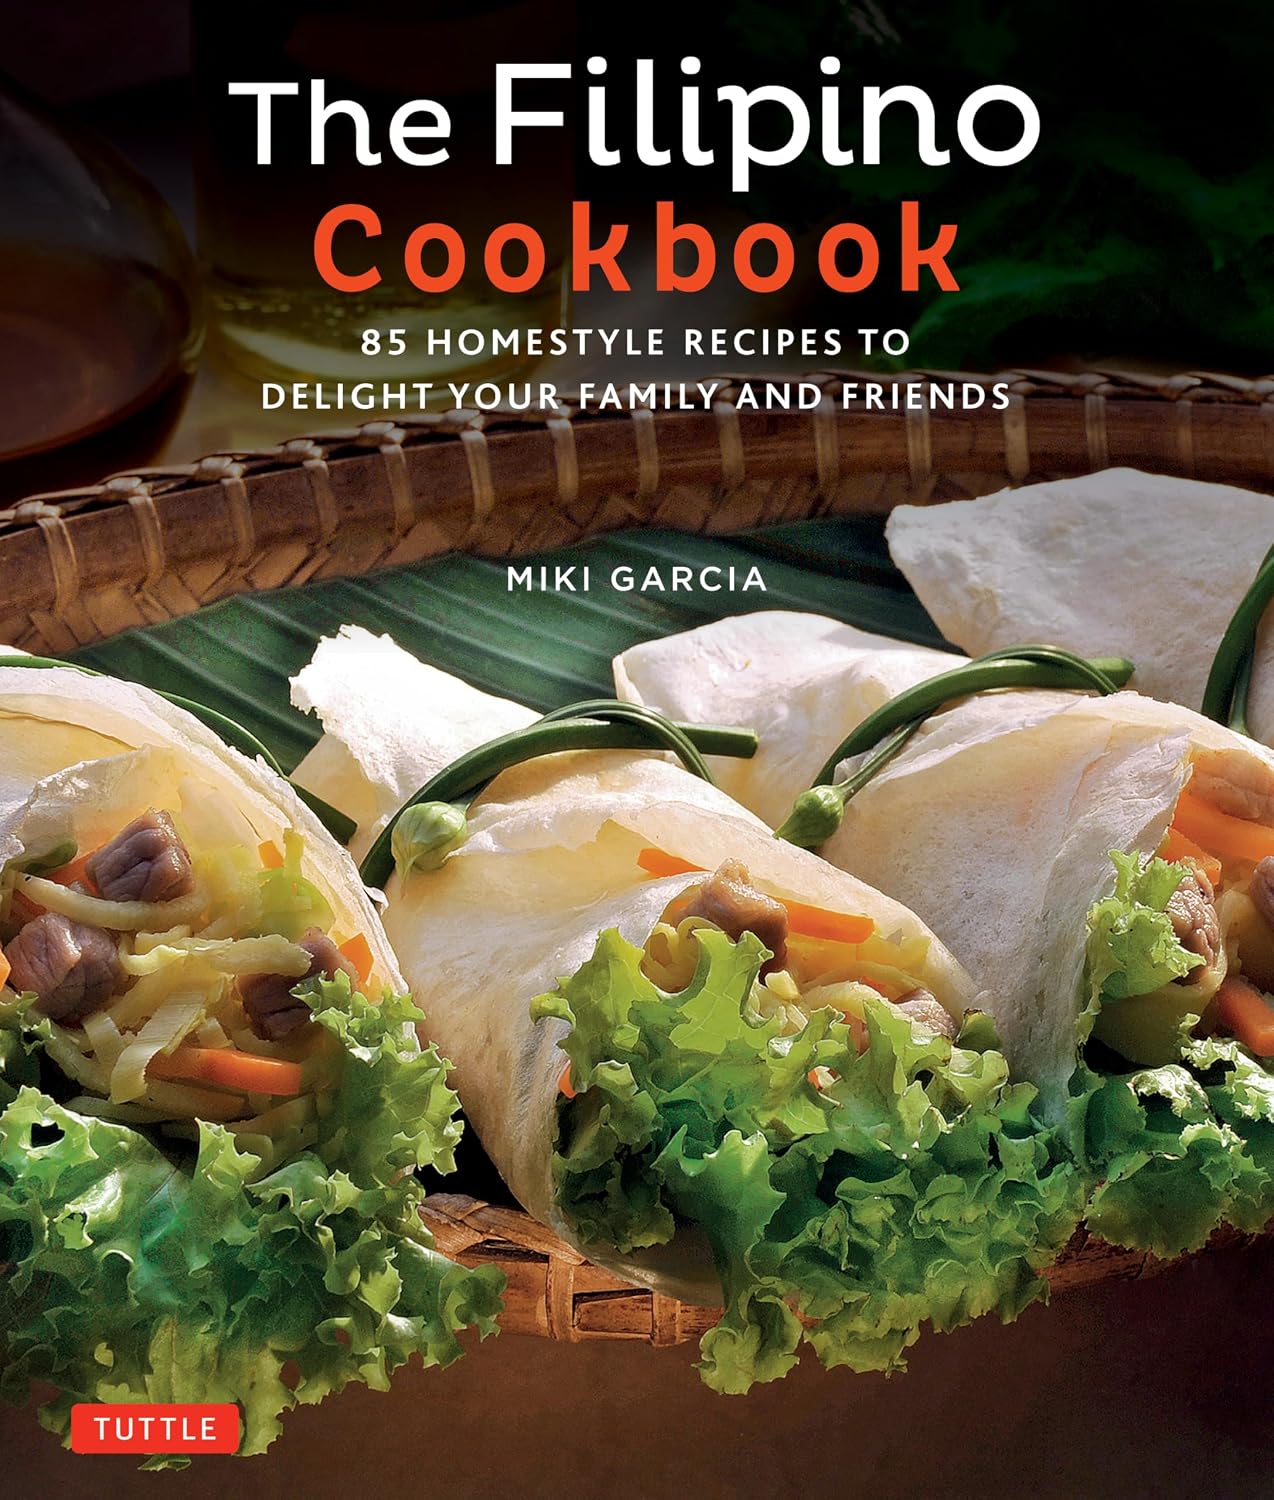 The Filipino
Cookbook
85 HOMESTYLE RECIPES TO
DELIGHT YOUR FAMILY AND FRIENDS
MIKI GARCIA
TUTTLE